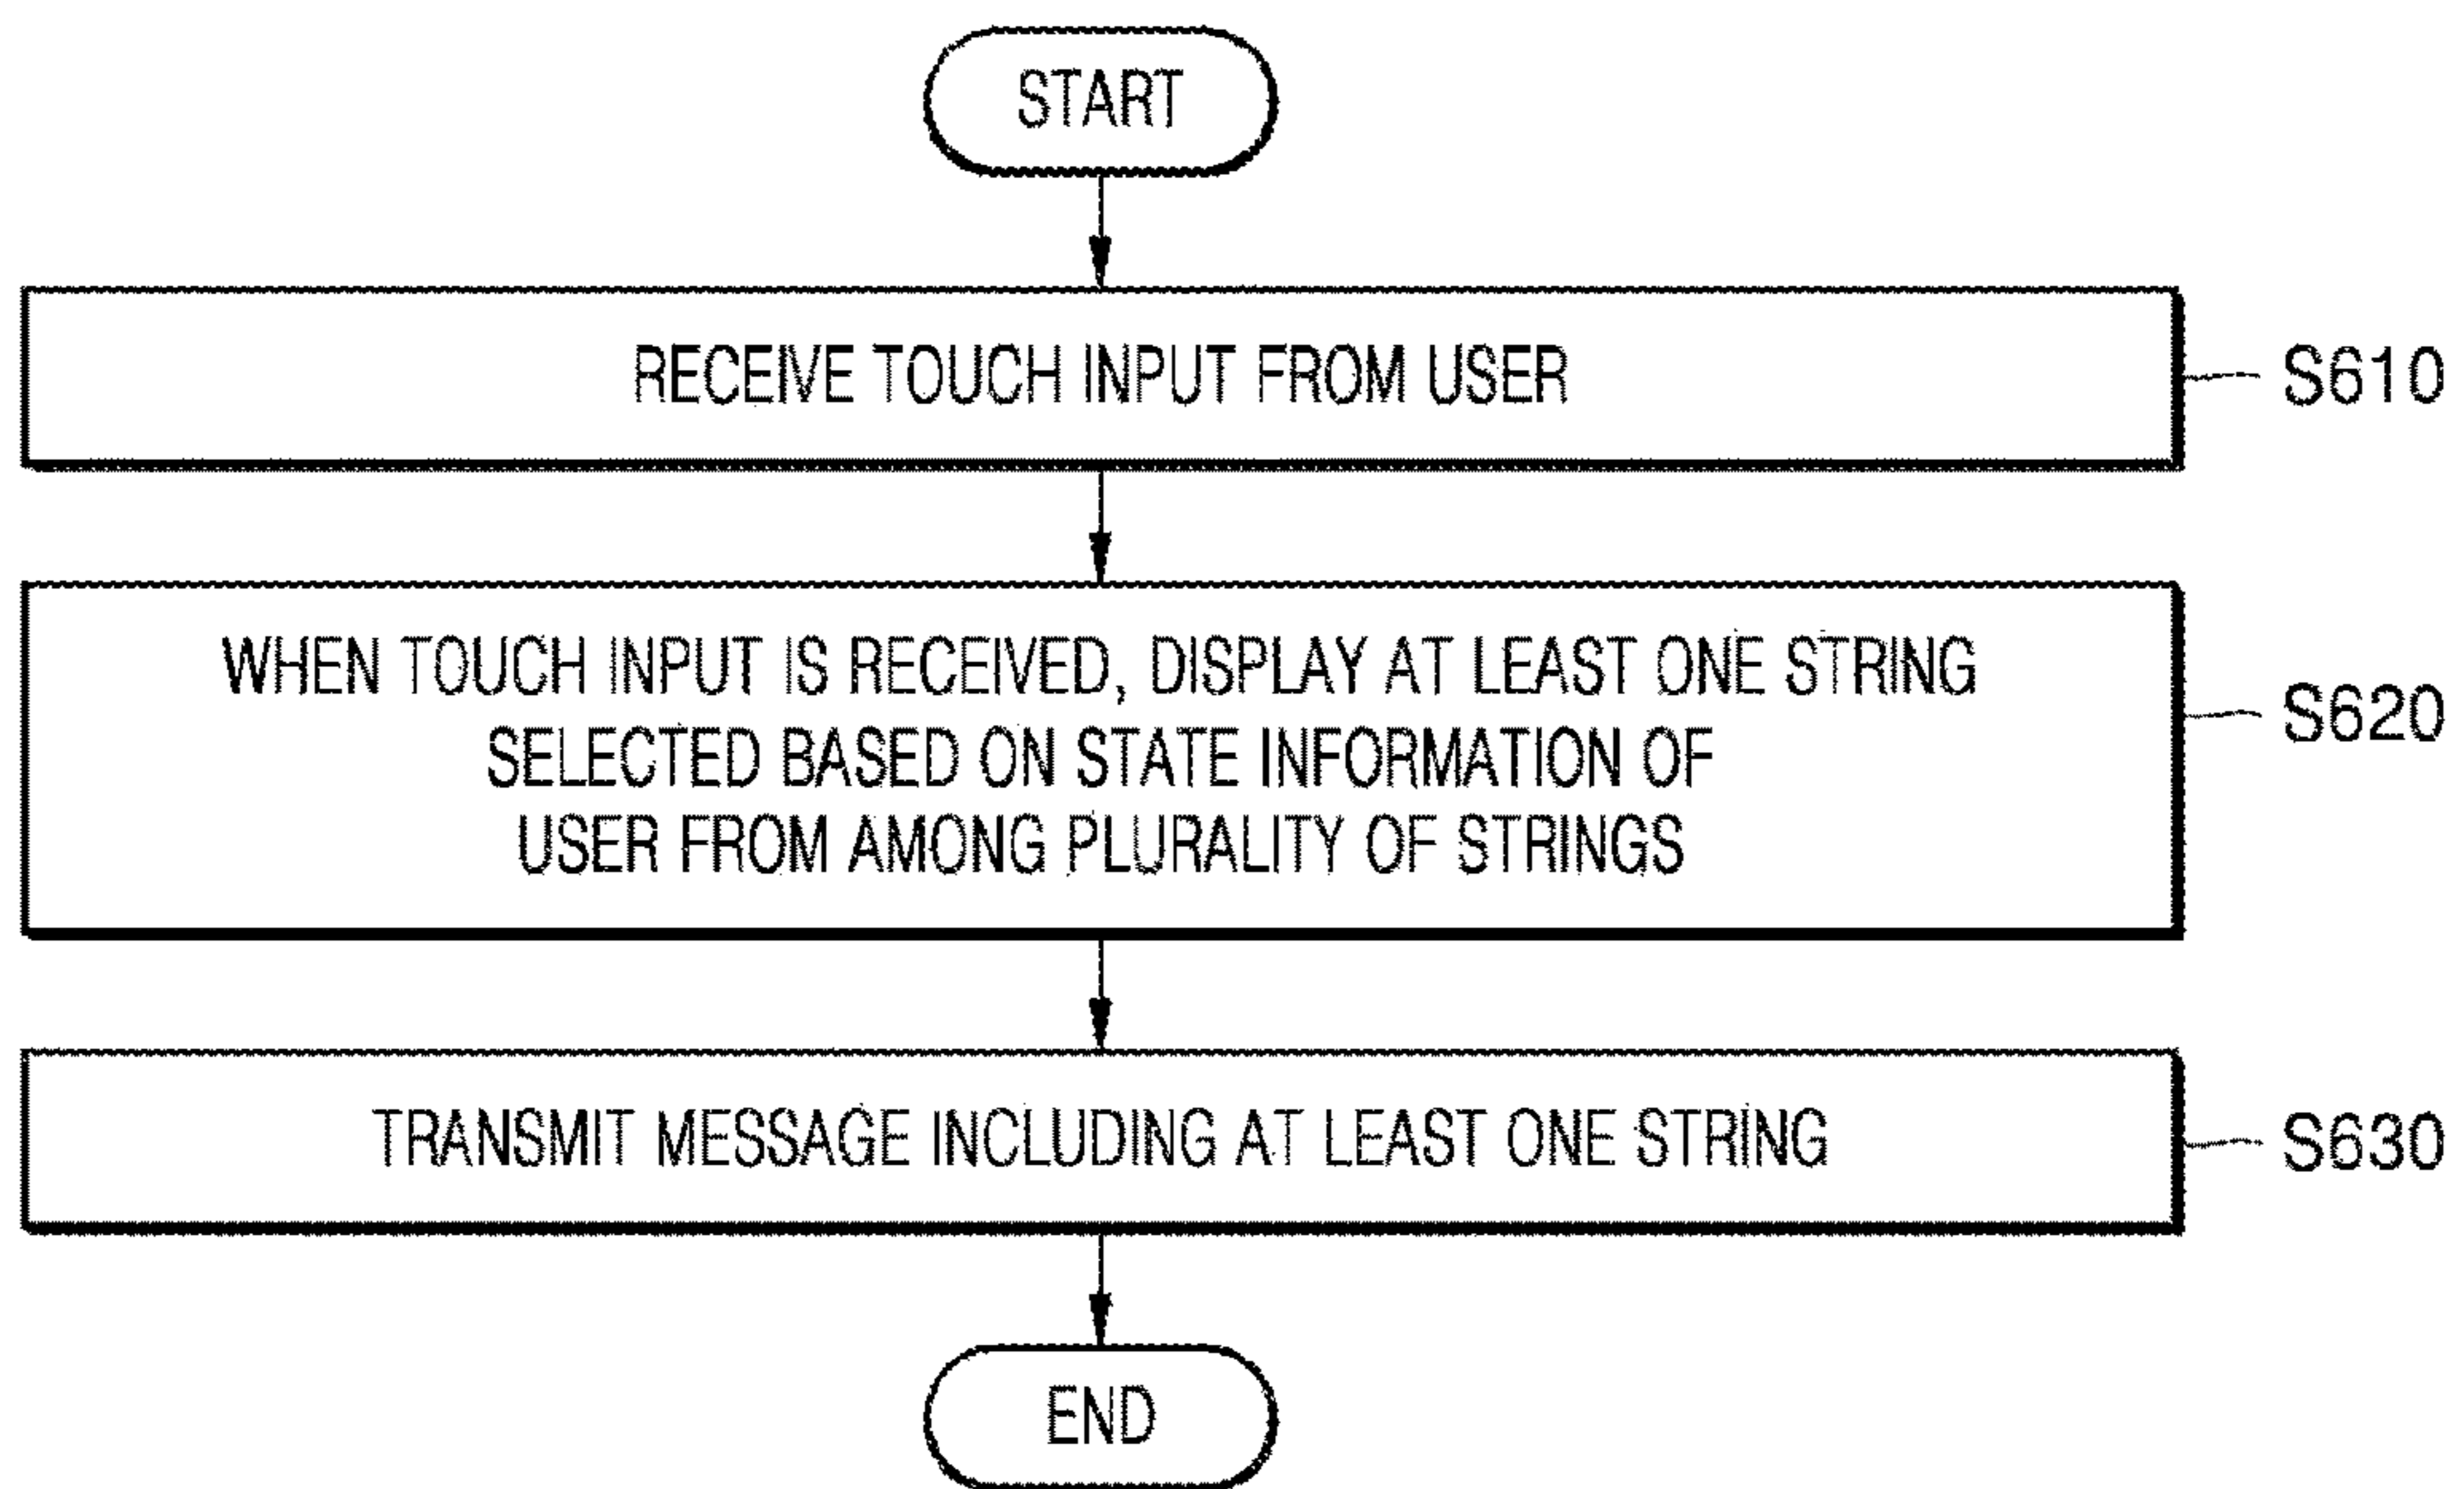 START
RECEIVE TOUCH INPUT FROM USER
S610
WHEN TOUCH INPUT IS RECEIVED, DISPLAY AT LEAST ONE STRING
SELECTED BASED ON STATE INFORMATION OF
USER FROM AMONG PLURALITY OF STRINGS
S620
TRANSMIT MESSAGE INCLUDING AT LEAST ONE STRING
S630
END